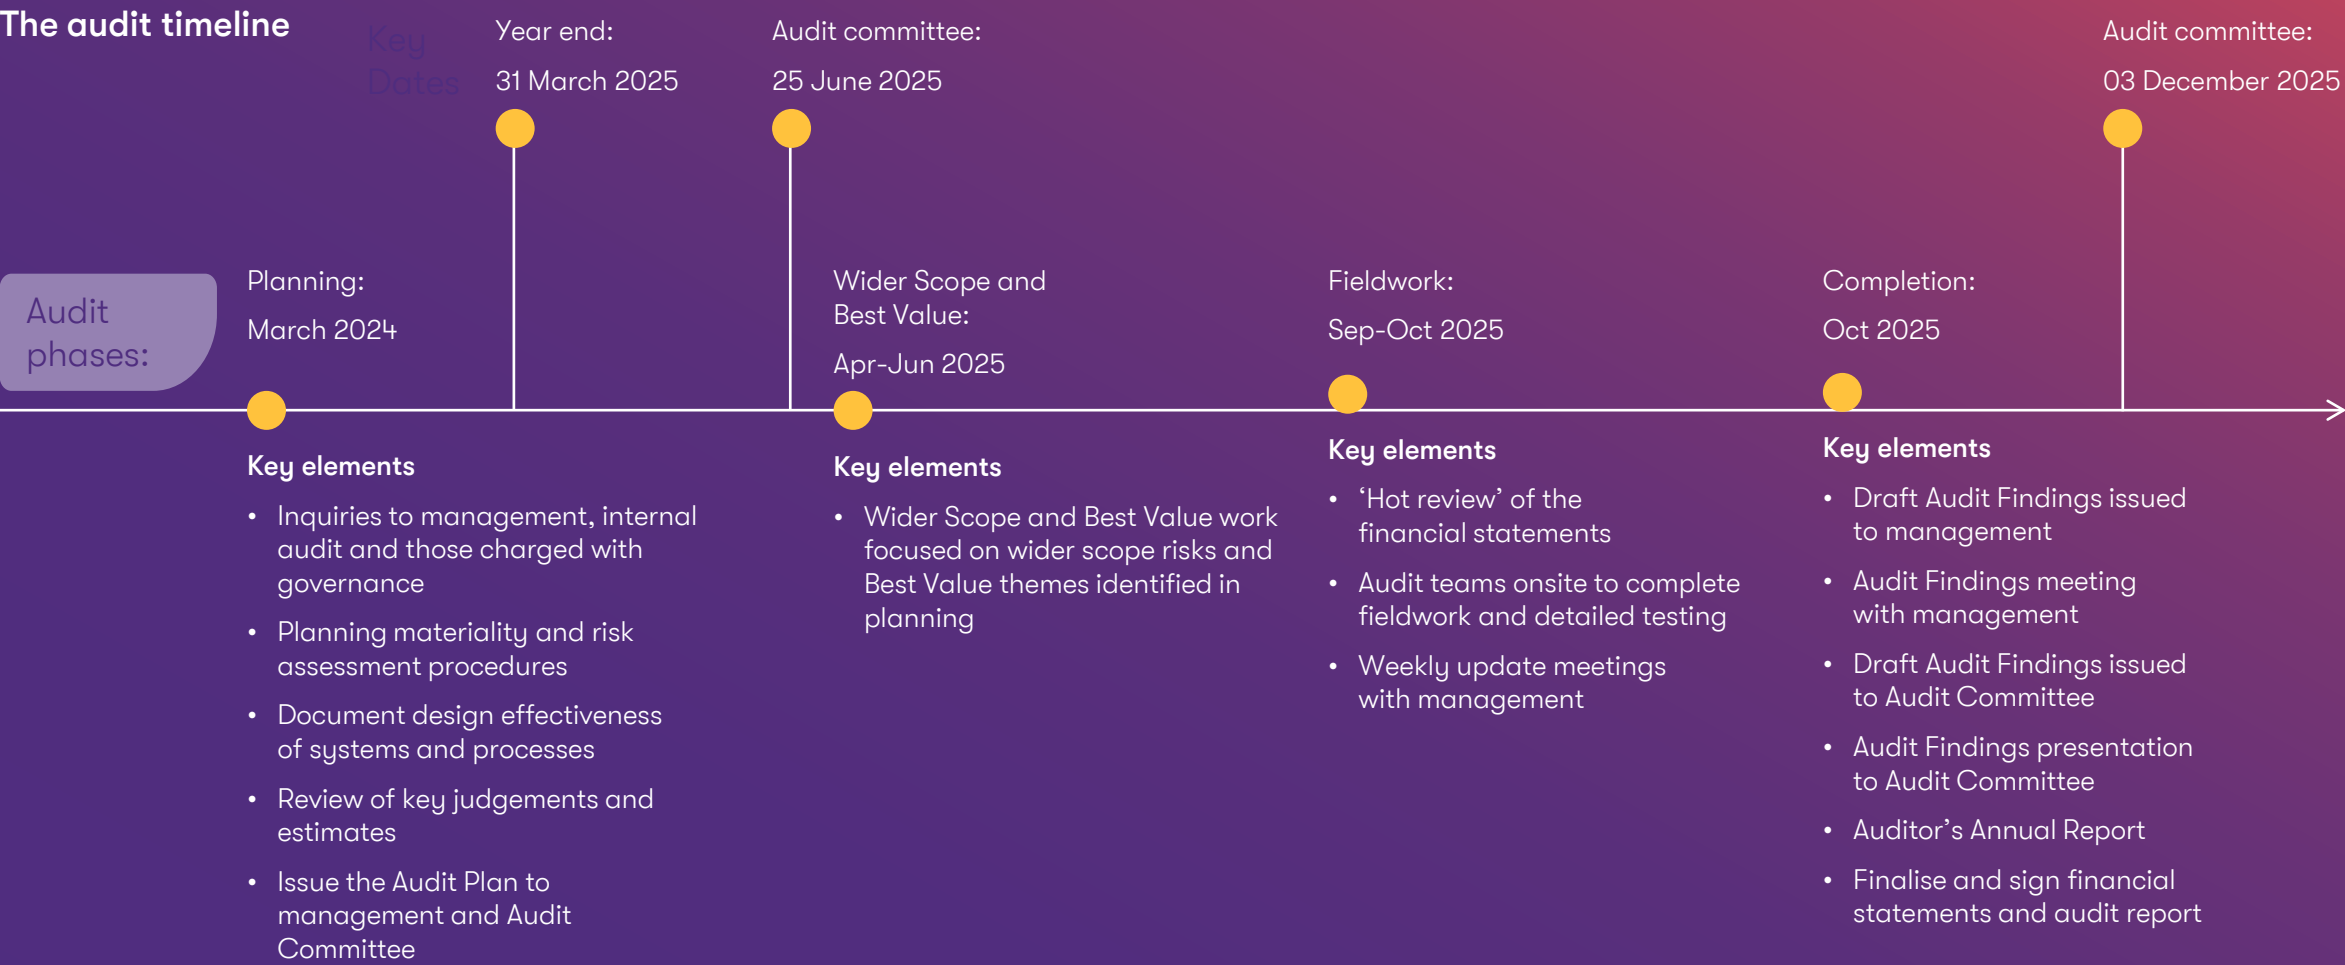 The audit timeline
Key
Dates
Year end:
31 March 2025
Audit committee:
25 June 2025
Audit committee:
03 December 2025
Audit
phases:
Planning:
March 2024
Wider Scope and
Best Value:
Apr-Jun 2025
Fieldwork:
Sep-Oct 2025
Completion:
Oct 2025
Key elements
• Inquiries to management, internal
audit and those charged with
governance
• Planning materiality and risk
assessment procedures
• Document design effectiveness
of systems and processes
• Review of key judgements and
estimates
• Issue the Audit Plan to
management and Audit
Committee
Key elements
• Wider Scope and Best Value work
focused on wider scope risks and
Best Value themes identified in
planning
Key elements
• ‘Hot review’ of the
financial statements
• Audit teams onsite to complete
fieldwork and detailed testing
• Weekly update meetings
with management
Key elements
• Draft Audit Findings issued
to management
• Audit Findings meeting
with management
• Draft Audit Findings issued
to Audit Committee
• Audit Findings presentation
to Audit Committee
• Auditor’s Annual Report
• Finalise and sign financial
statements and audit report